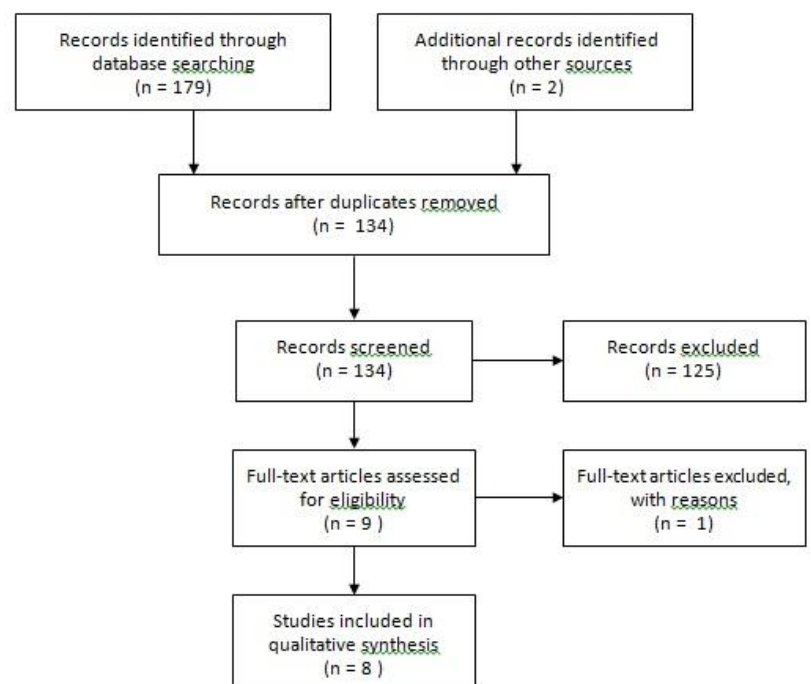 Records identified through
database searching
(n = 179)
Additional records identified
through other sources
(n = 2)
Records after duplicates removed
(n =  134)
Records screened
(n = 134)
Records excluded
(n = 125)
Full-text articles assessed
for eligibility
(n = 9 )
Full-text articles excluded,
with reasons
(n =  1)
Studies included in
qualitative synthesis
(n = 8 )